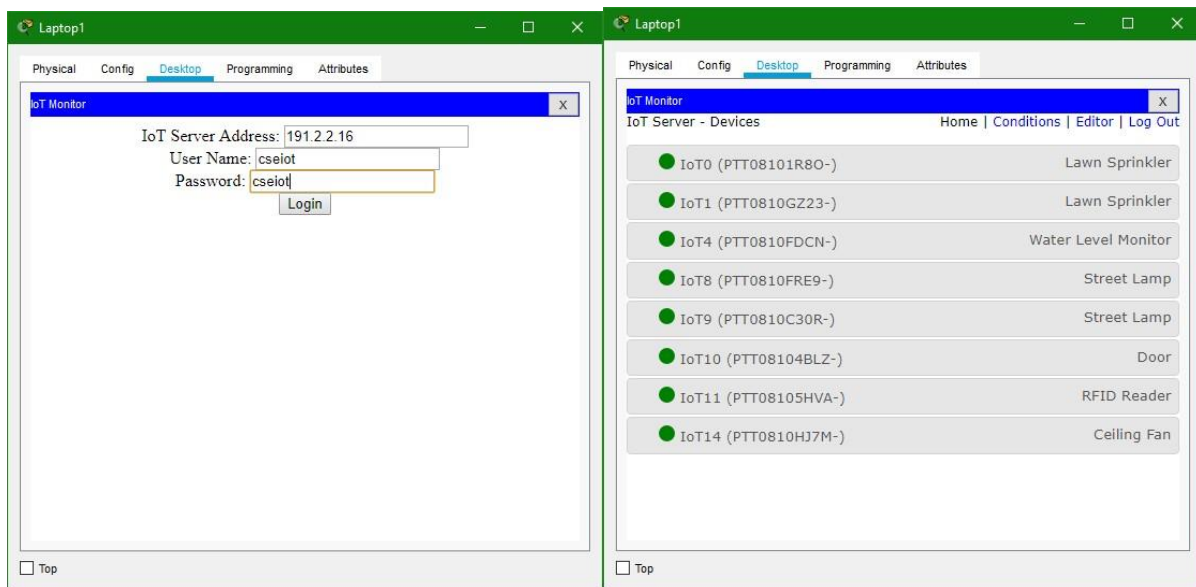 Laptop1
Physical Config Desktop Programming Attributes
IoT Monitor X
IoT Server Address: 191.2.2.16
User Name: cseiot
Password: cseiot
Login
Top
Laptop1
Physical Config Desktop Programming Attributes
IoT Monitor X
IoT Server - Devices Home | Conditions | Editor | Log Out
IoT0 (PTT08101R8O-) Lawn Sprinkler
IoT1 (PTT0810GZ23-) Lawn Sprinkler
IoT4 (PTT0810FDCN-) Water Level Monitor
IoT8 (PTT0810FRE9-) Street Lamp
IoT9 (PTT0810C30R-) Street Lamp
IoT10 (PTT08104BLZ-) Door
IoT11 (PTT08105HVA-) RFID Reader
IoT14 (PTT0810HJ7M-) Ceiling Fan
Top